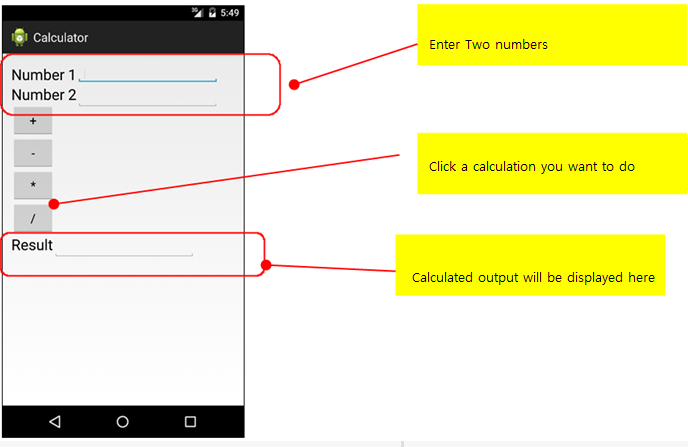 3G 5:49
Calculator
Enter Two numbers
Number 1
Number 2
+
-
Click a calculation you want to do
*
/
Result
Calculated output will be displayed here